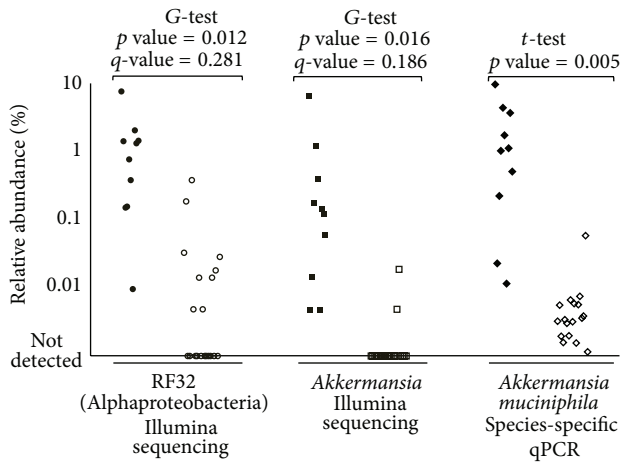 G-test
p value = 0.012
q-value = 0.281
G-test
p value = 0.016
q-value = 0.186
t-test
p value = 0.005
Relative abundance (%)
10
1
0.1
0.01
Not
detected
RF32
(Alphaproteobacteria)
Illumina
sequencing
Akkermansia
Illumina
sequencing
Akkermansia
muciniphila
Species-specific
qPCR